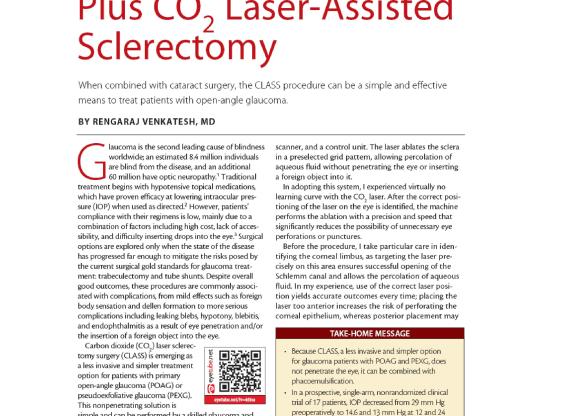 Plus CO2 Laser-Assisted
Sclerectomy
When combined with cataract surgery, the CLASS procedure can be a simple and effective
means to treat patients with open-angle glaucoma.
BY RENGARAJ VENKATESH, MD
Glaucoma is the second leading cause of blindness
worldwide; an estimated 8.4 million individuals
are blind from the disease, and an additional
60 million have optic neuropathy.1 Traditional
treatment begins with hypotensive topical medications,
which have proven efficacy at lowering intraocular pres-
sure (IOP) when used as directed.2 However, patients'
compliance with their regimens is low, mainly due to a
combination of factors including high cost, lack of acces-
sibility, and difficulty inserting drops into the eye.3 Surgical
options are explored only when the state of the disease
has progressed far enough to mitigate the risks posed by
the current surgical gold standards for glaucoma treat-
ment: trabeculectomy and tube shunts. Despite overall
good outcomes, these procedures are commonly associ-
ated with complications, from mild effects such as foreign
body sensation and dellen formation to more serious
complications including leaking blebs, hypotony, blebitis,
and endophthalmitis as a result of eye penetration and/or
the insertion of a foreign object into the eye.
Carbon dioxide (CO2) laser sclerec-
tomy surgery (CLASS) is emerging as
a less invasive and simpler treatment
option for patients with primary
open-angle glaucoma (POAG) or
pseudoexfoliative glaucoma (PEXG).
This nonpenetrating solution is
simple and can be performed by a skilled glaucoma and
eyetube.net
scanner, and a control unit. The laser ablates the sclera
in a preselected grid pattern, allowing percolation of
aqueous fluid without penetrating the eye or inserting
a foreign object into it.
In adopting this system, I experienced virtually no
learning curve with the CO2 laser. After the correct posi-
tioning of the laser on the eye is identified, the machine
performs the ablation with a precision and speed that
significantly reduces the possibility of unnecessary eye
perforations or punctures.
Before the procedure, I take particular care in iden-
tifying the corneal limbus, as targeting the laser pre-
cisely on this area ensures successful opening of the
Schlemm canal and allows the percolation of aqueous
fluid. In my experience, use of the correct laser posi-
tion yields accurate outcomes every time; placing the
laser too anterior increases the risk of perforating the
corneal epithelium, whereas posterior placement may
TAKE-HOME MESSAGE
• Because CLASS, a less invasive and simpler option
for glaucoma patients with POAG and PEXG, does
not penetrate the eye, it can be combined with
phacoemulsification.
• In a prospective, single-arm, nonrandomized clinical
trial of 17 patients, IOP decreased from 29 mm Hg
preoperatively to 14.6 and 13 mm Hg at 12 and 24